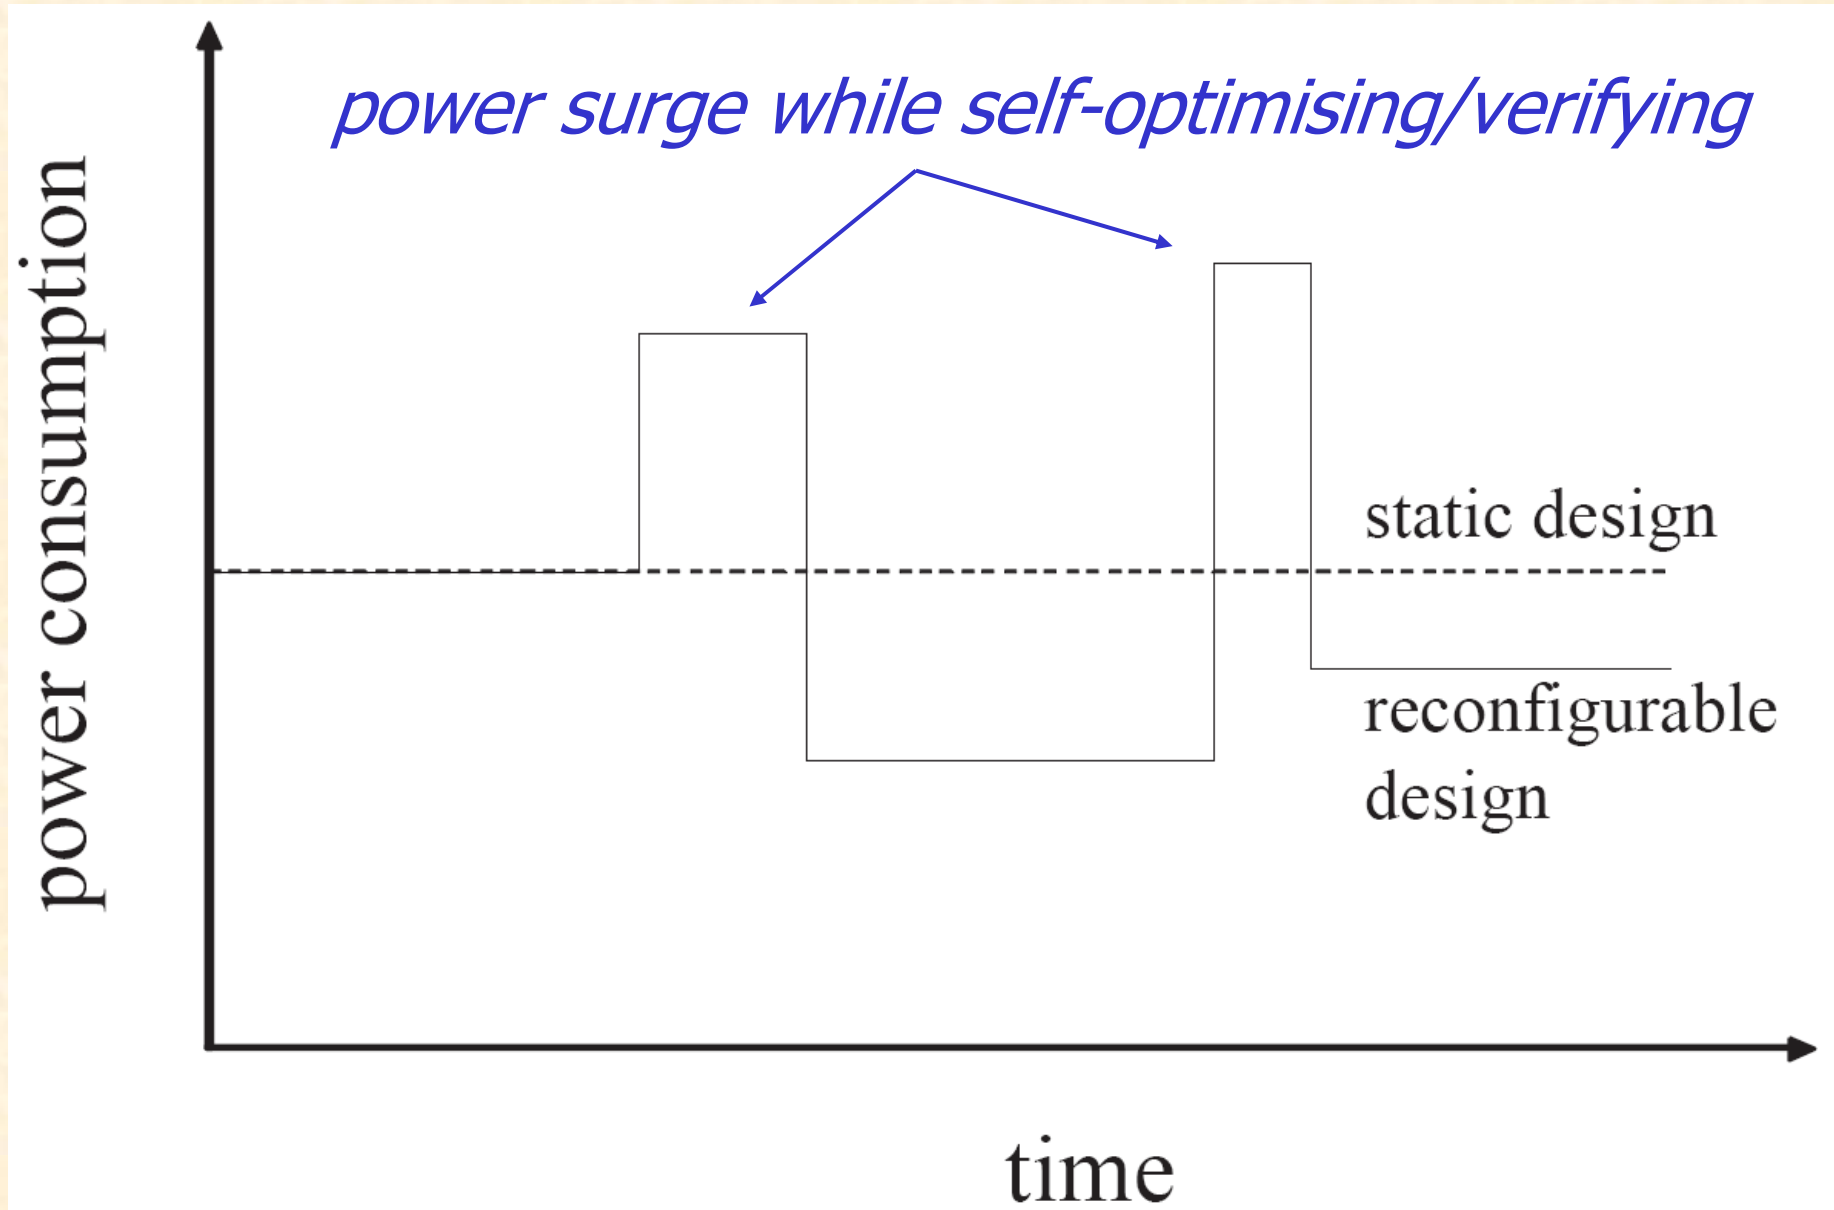 power surge while self-optimising/verifying
power consumption
static design
reconfigurable
design
time